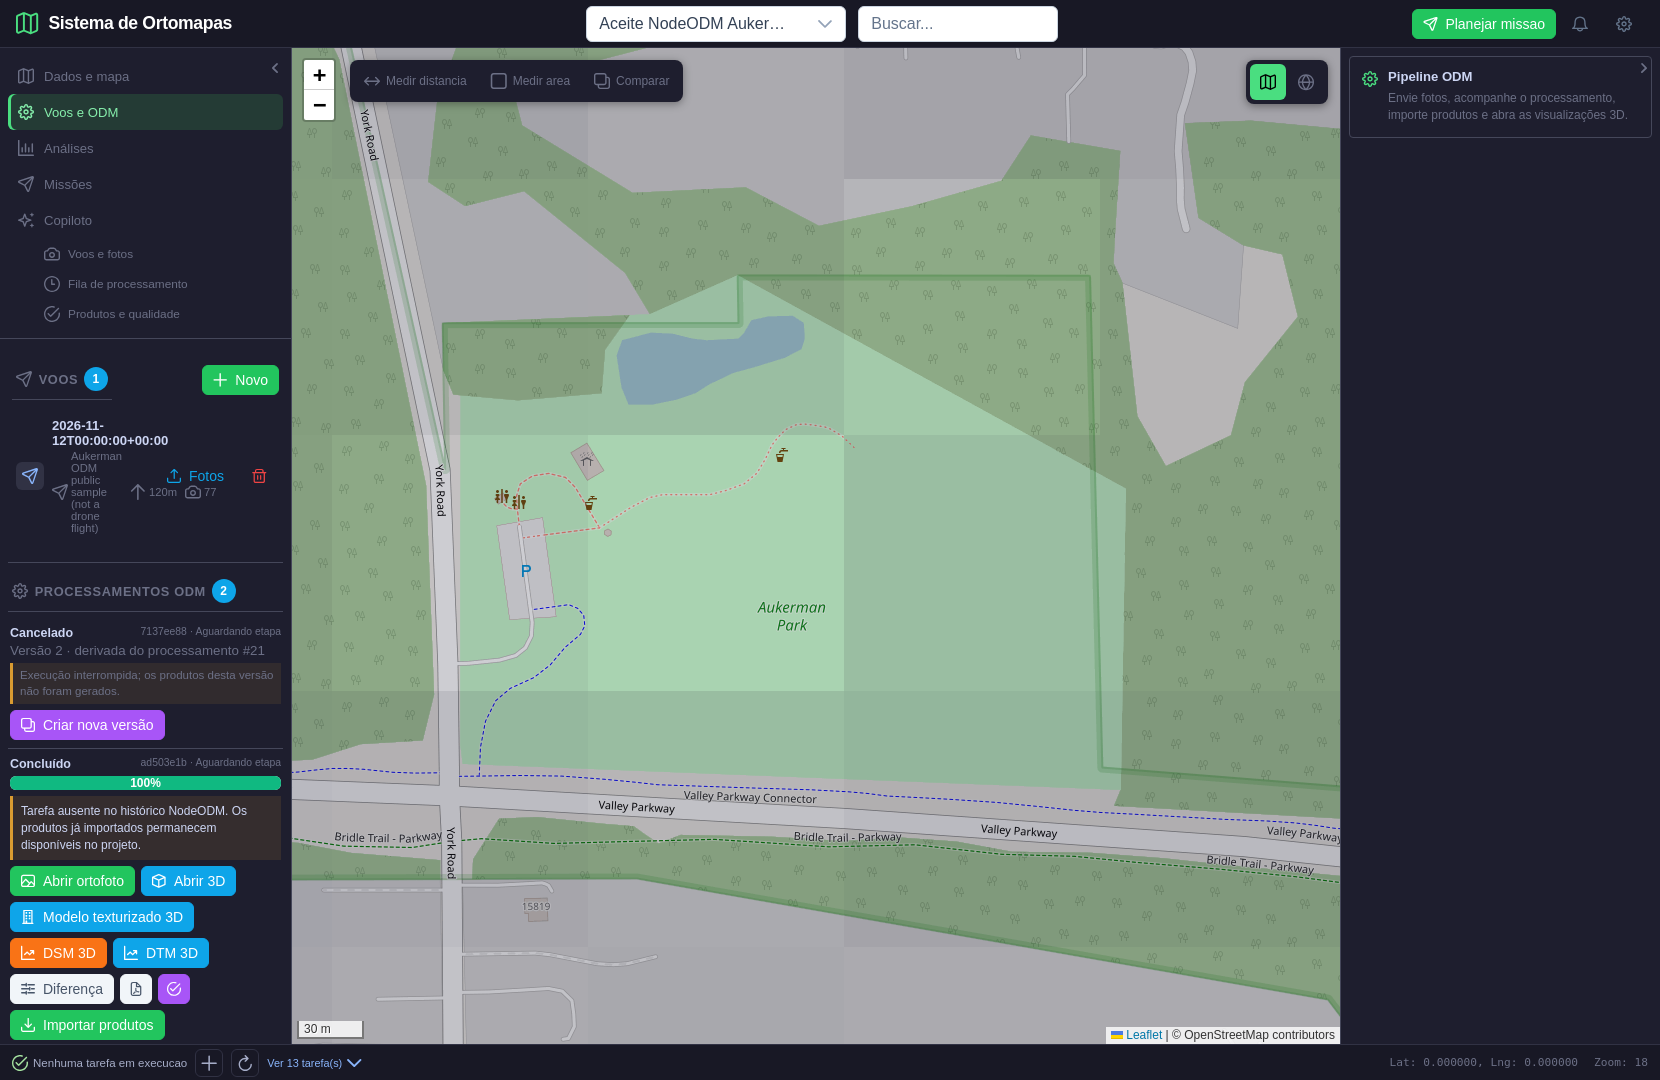 Sistema de Ortomapas
Aceite NodeODM Auker…
Buscar...
Planejar missao
Dados e mapa
Voos e ODM
Análises
Missões
Copiloto
Voos e fotos
Fila de processamento
Produtos e qualidade
VOOS 1
Novo
2026-11-
12T00:00:00+00:00
Aukerman
ODM
public
sample
(not a
drone
flight)
120m
77
Fotos
PROCESSAMENTOS ODM 2
Cancelado
7137ee88 · Aguardando etapa
Versão 2 · derivada do processamento #21
Execução interrompida; os produtos desta versão
não foram gerados.
Criar nova versão
Concluído
ad503e1b · Aguardando etapa
100%
Tarefa ausente no histórico NodeODM. Os
produtos já importados permanecem
disponíveis no projeto.
Abrir ortofoto
Abrir 3D
Modelo texturizado 3D
DSM 3D
DTM 3D
Diferença
Importar produtos
+
−
Medir distancia
Medir area
Comparar
York Road
York Road
York Road
P
Aukerman
Park
Valley Parkway Connector
Valley Parkway
Valley Parkway
Valley Parkway
Bridle Trail - Parkway
Bridle Trail - Parkway
Bridle Trail - Parkway
15819
30 m
Leaflet | © OpenStreetMap contributors
Pipeline ODM
Envie fotos, acompanhe o processamento,
importe produtos e abra as visualizações 3D.
Nenhuma tarefa em execucao
Ver 13 tarefa(s)
Lat: 0.000000, Lng: 0.000000
Zoom: 18